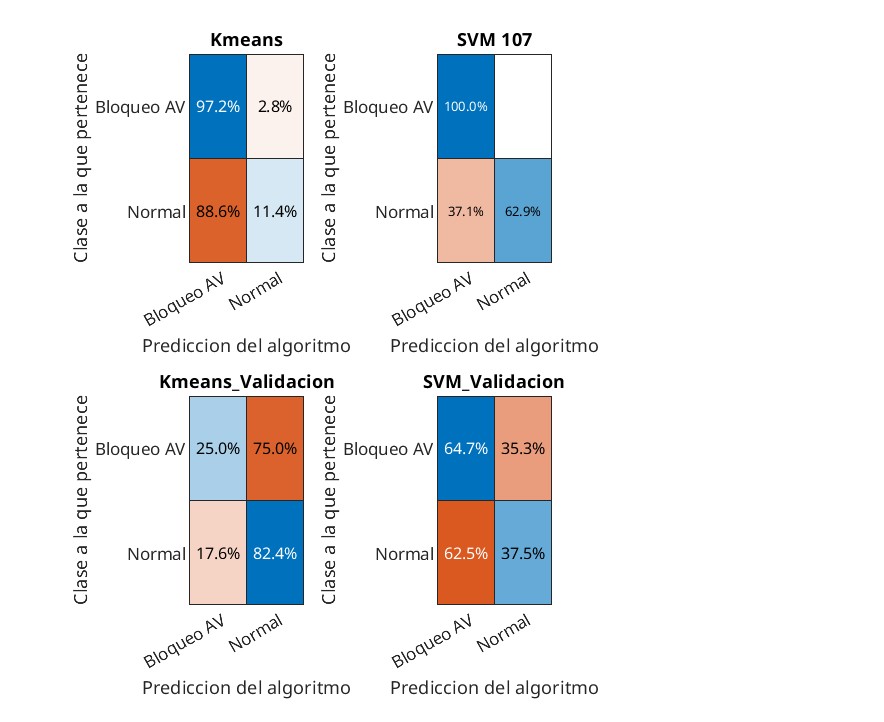 Kmeans
Clase a la que pertenece
Bloqueo AV
97.2% 2.8%
Normal
88.6% 11.4%
Bloqueo AV
Normal
Prediccion del algoritmo
SVM 107
Clase a la que pertenece
Bloqueo AV
100.0%
Normal
37.1% 62.9%
Bloqueo AV
Normal
Prediccion del algoritmo
Kmeans_Validacion
Clase a la que pertenece
Bloqueo AV
25.0% 75.0%
Normal
17.6% 82.4%
Bloqueo AV
Normal
Prediccion del algoritmo
SVM_Validacion
Clase a la que pertenece
Bloqueo AV
64.7% 35.3%
Normal
62.5% 37.5%
Bloqueo AV
Normal
Prediccion del algoritmo